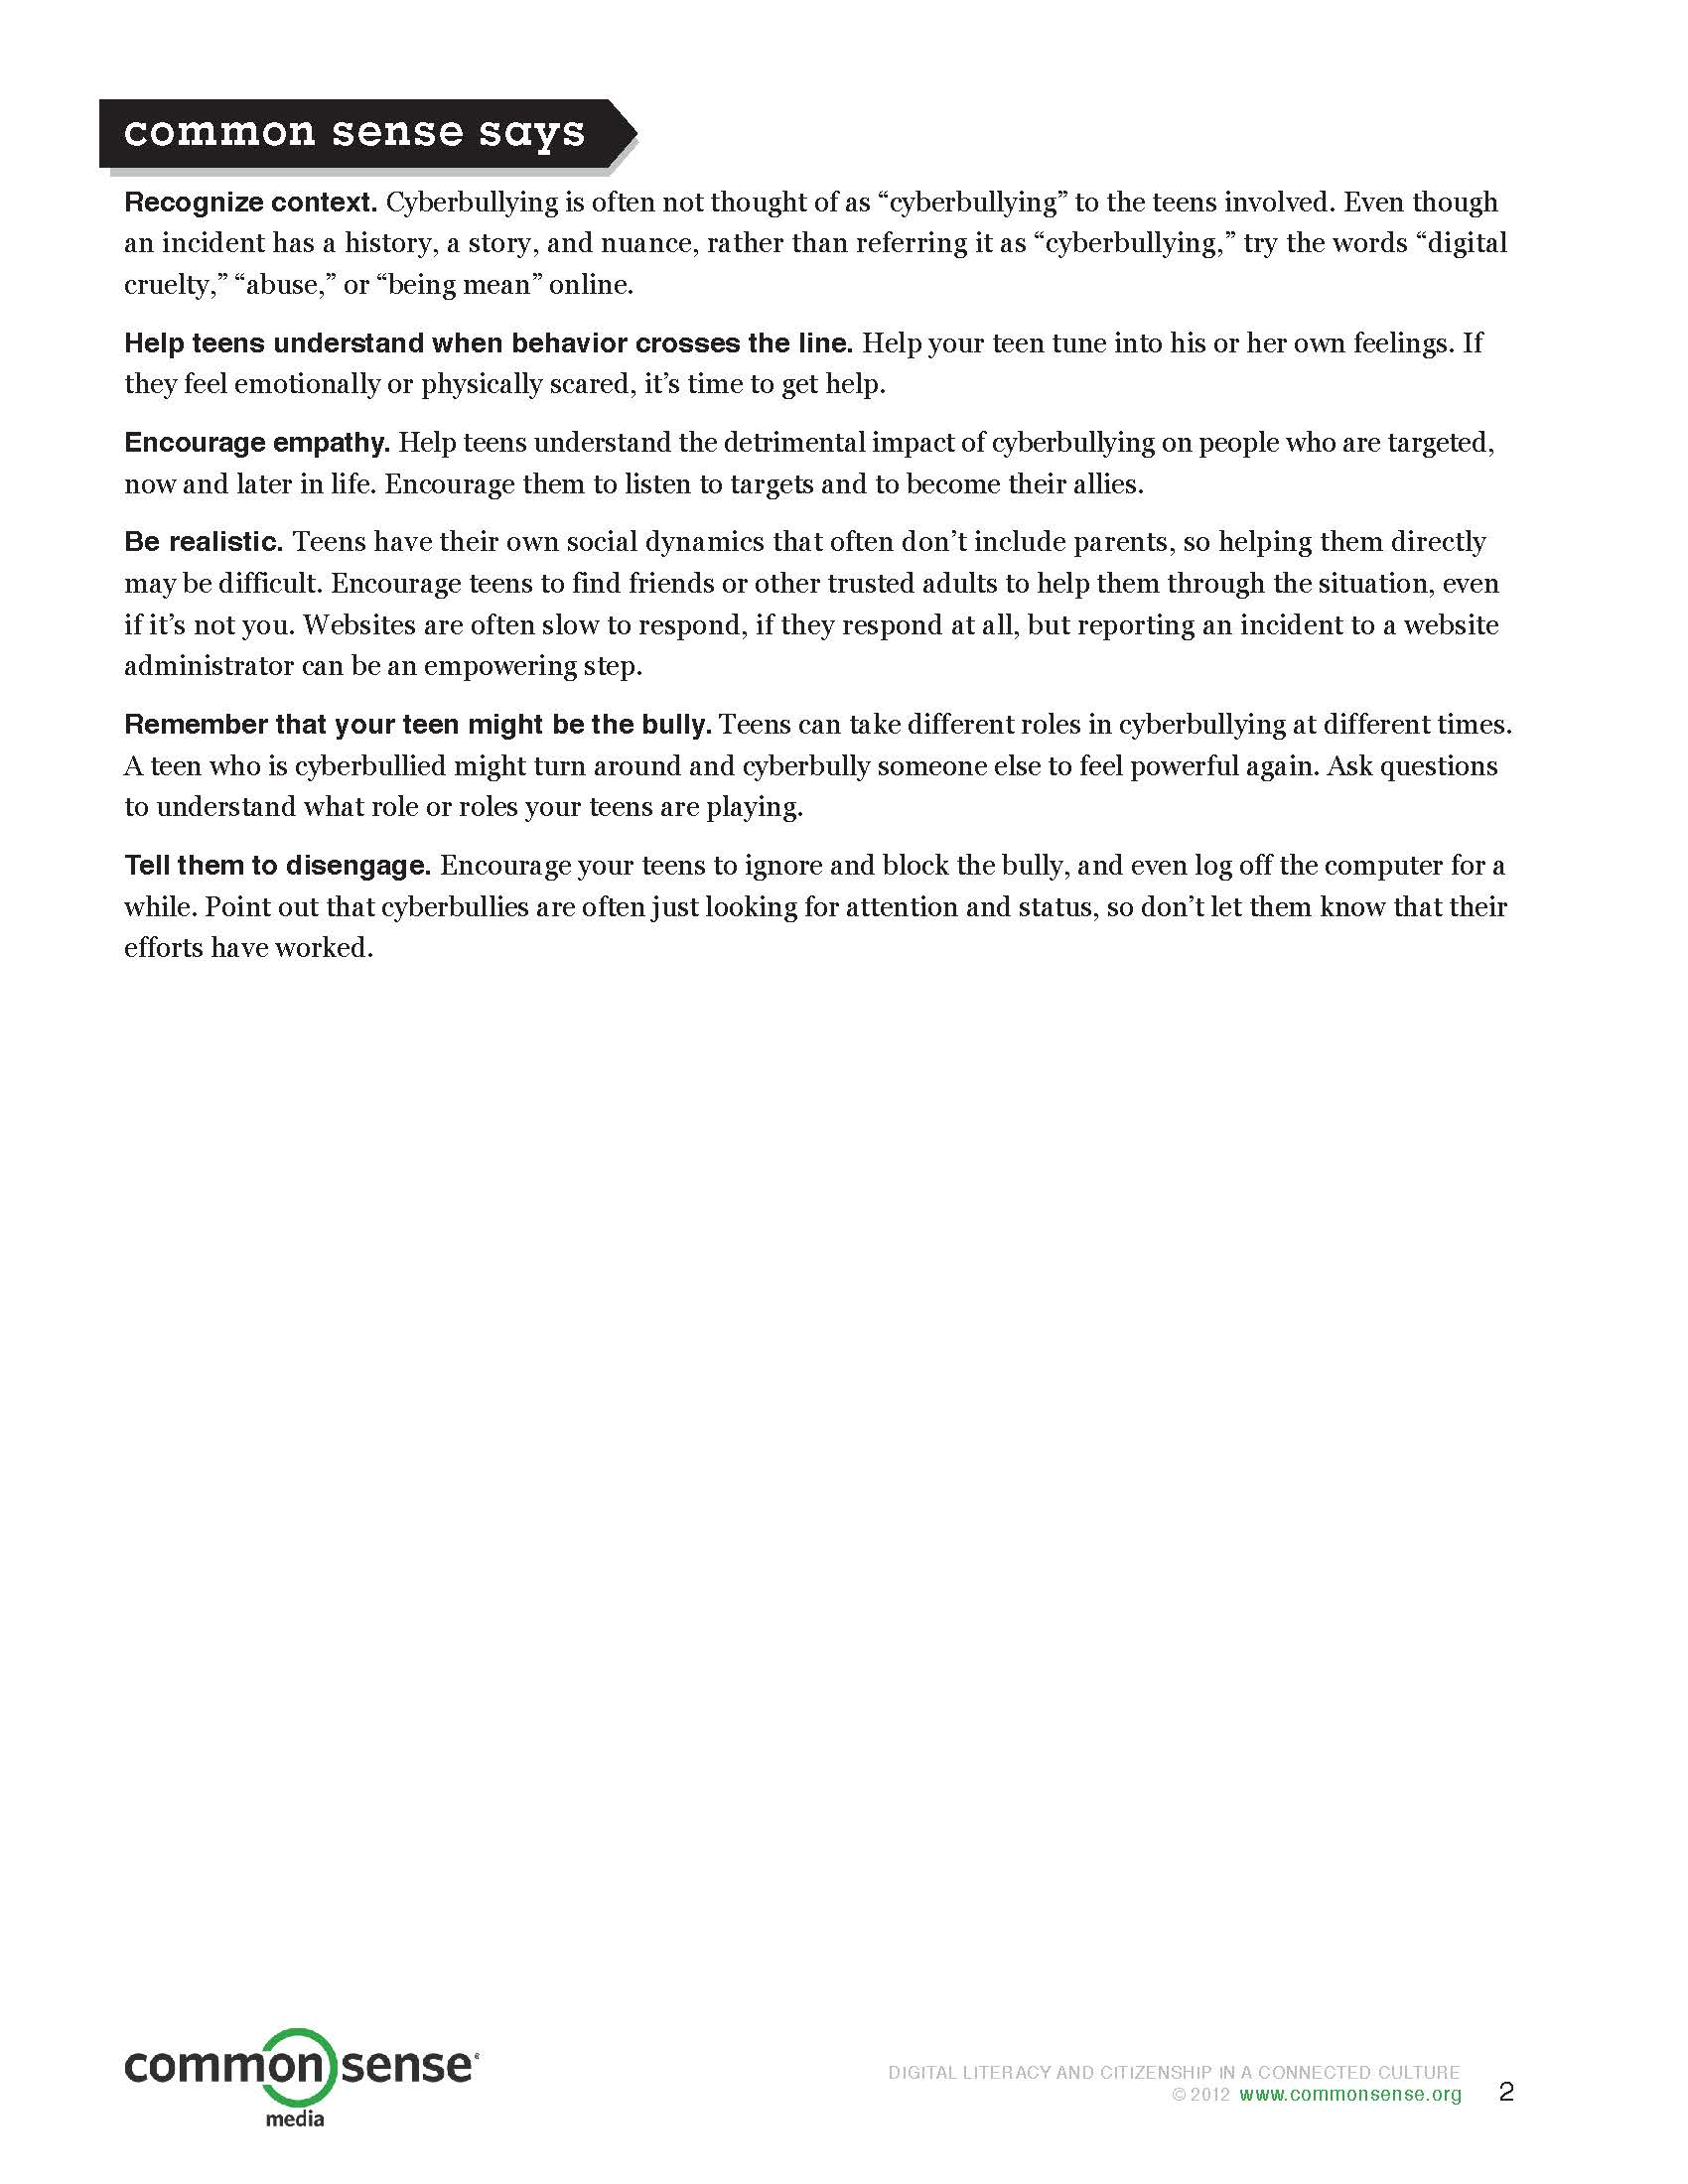 common sense says
Recognize context. Cyberbullying is often not thought of as “cyberbullying” to the teens involved. Even though
an incident has a history, a story, and nuance, rather than referring it as “cyberbullying,” try the words “digital
cruelty,” “abuse,” or “being mean” online.
Help teens understand when behavior crosses the line. Help your teen tune into his or her own feelings. If
they feel emotionally or physically scared, it’s time to get help.
Encourage empathy. Help teens understand the detrimental impact of cyberbullying on people who are targeted,
now and later in life. Encourage them to listen to targets and to become their allies.
Be realistic. Teens have their own social dynamics that often don’t include parents, so helping them directly
may be difficult. Encourage teens to find friends or other trusted adults to help them through the situation, even
if it’s not you. Websites are often slow to respond, if they respond at all, but reporting an incident to a website
administrator can be an empowering step.
Remember that your teen might be the bully. Teens can take different roles in cyberbullying at different times.
A teen who is cyberbullied might turn around and cyberbully someone else to feel powerful again. Ask questions
to understand what role or roles your teens are playing.
Tell them to disengage. Encourage your teens to ignore and block the bully, and even log off the computer for a
while. Point out that cyberbullies are often just looking for attention and status, so don’t let them know that their
efforts have worked.
common sense®
media
DIGITAL LITERACY AND CITIZENSHIP IN A CONNECTED CULTURE
© 2012 www.commonsense.org 2